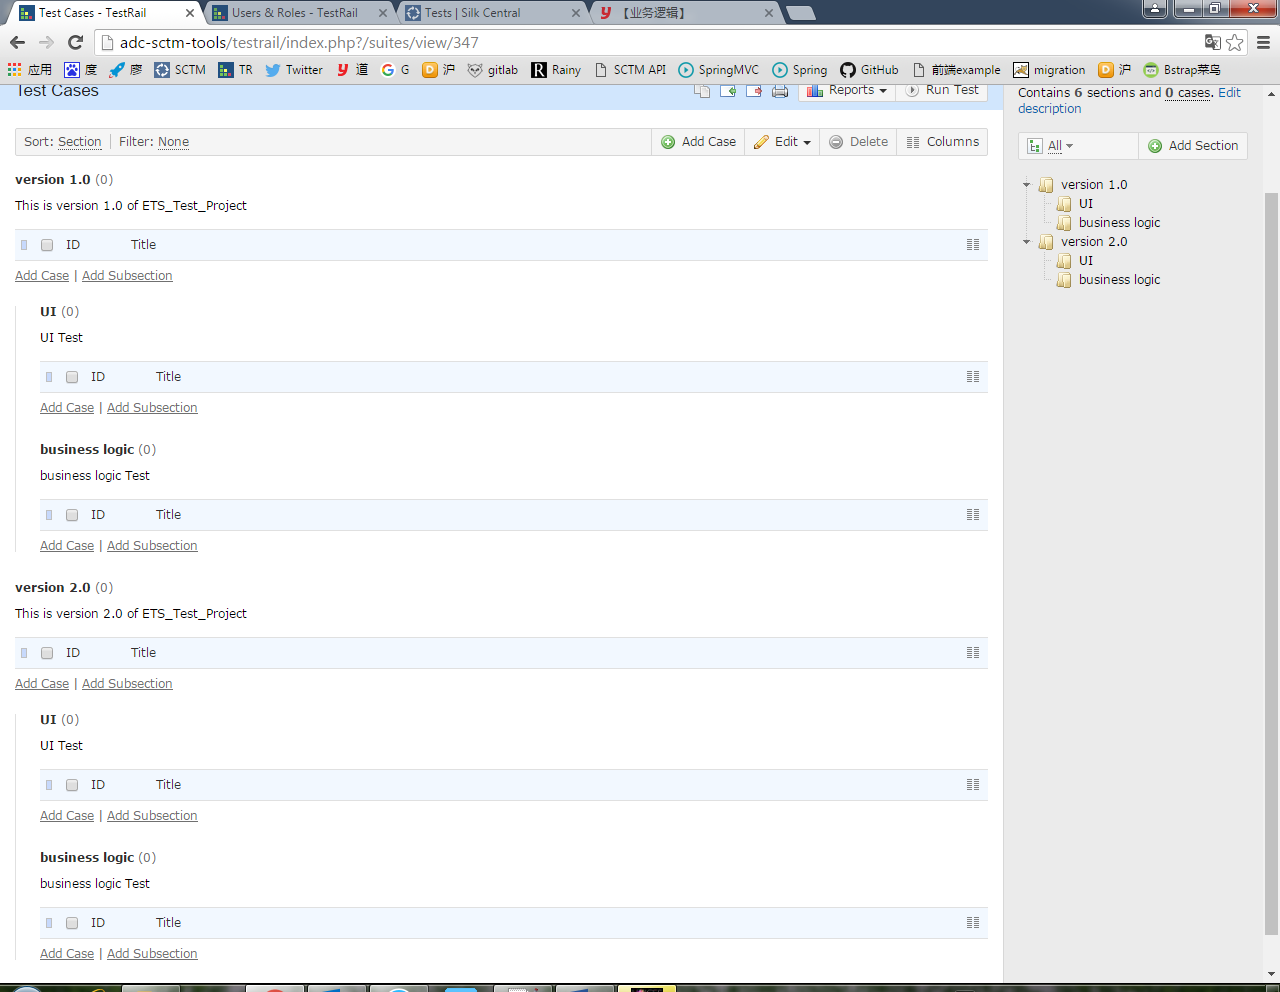 Test Cases - TestRail
Users & Roles - TestRail
Tests | Silk Central
【业务逻辑】
adc-sctm-tools/testrail/index.php?/suites/view/347
应用
度
廖
SCTM
TR
Twitter
道
G
沪
gitlab
Rainy
SCTM API
SpringMVC
Spring
GitHub
前端example
migration
沪
Bstrap菜鸟
Test Cases
Reports
Run Test
Sort: Section
Filter: None
Add Case
Edit
Delete
Columns
version 1.0 (0)
This is version 1.0 of ETS_Test_Project
ID Title
Add Case | Add Subsection
UI (0)
UI Test
ID Title
Add Case | Add Subsection
business logic (0)
business logic Test
ID Title
Add Case | Add Subsection
version 2.0 (0)
This is version 2.0 of ETS_Test_Project
ID Title
Add Case | Add Subsection
UI (0)
UI Test
ID Title
Add Case | Add Subsection
business logic (0)
business logic Test
ID Title
Add Case | Add Subsection
Contains 6 sections and 0 cases. Edit
description
All
Add Section
version 1.0
UI
business logic
version 2.0
UI
business logic